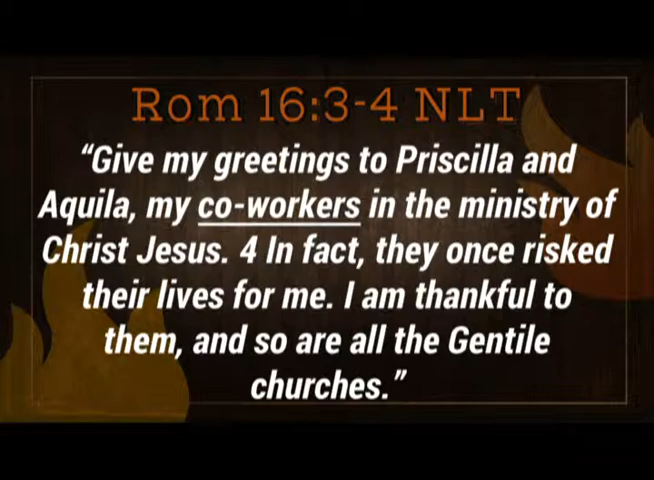 Rom 16:3-4 NLT
“Give my greetings to Priscilla and
Aquila, my co-workers in the ministry of
Christ Jesus. 4 In fact, they once risked
their lives for me. I am thankful to
them, and so are all the Gentile
churches.”